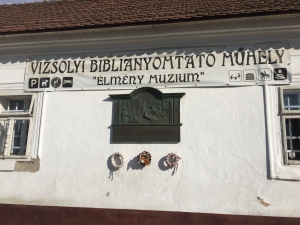 VIZSOLYI BIBLIANYOMTATÓ MŰHELY
"ÉLMÉNY MÚZIUM"